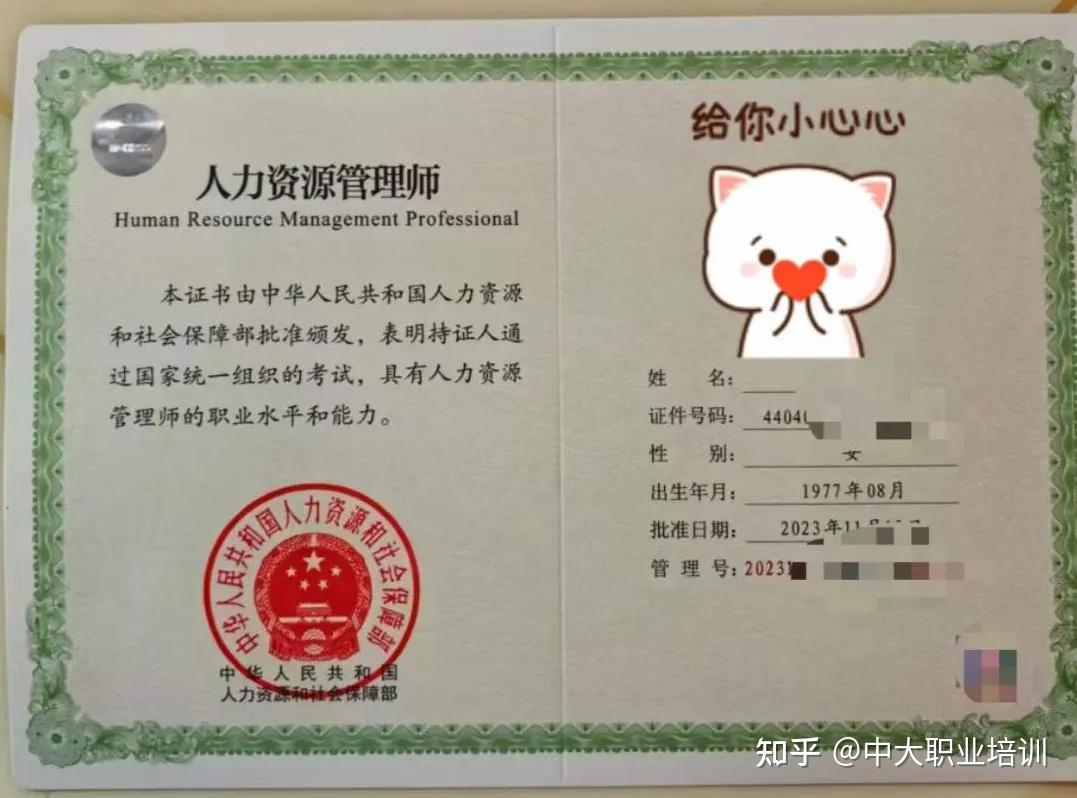 人力资源管理师
Human Resource Management Professional
本证书由中华人民共和国人力资源
和社会保障部批准颁发，表明持证人通
过国家统一组织的考试，具有人力资源
管理师的职业水平和能力。
中华人民共和国人力资源和社会保障部
中华人民共和国
人力资源和社会保障部
给你小心心
姓 名：
证件号码： 4404
性 别： 女
出生年月： 1977年08月
批准日期： 2023年11月
管 理 号： 2023
知乎 @中大职业培训